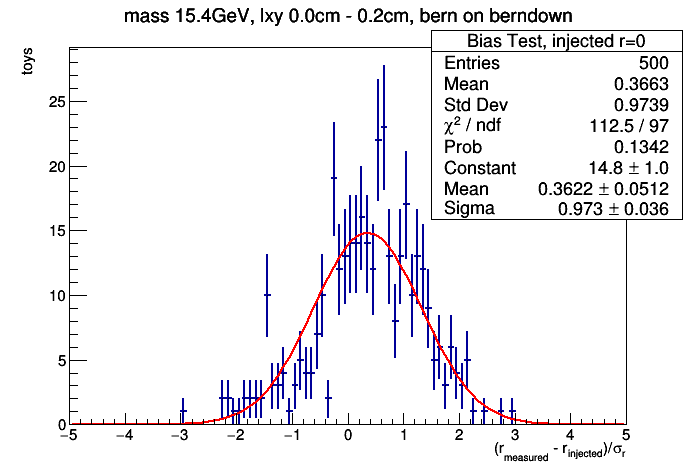 mass 15.4GeV, lxy 0.0cm - 0.2cm, bern on berndown
Bias Test, injected r=0
Entries 500
Mean 0.3663
Std Dev 0.9739
χ² / ndf 112.5 / 97
Prob 0.1342
Constant 14.8 ± 1.0
Mean 0.3622 ± 0.0512
Sigma 0.973 ± 0.036
toys
25
20
15
10
5
0
−5 −4 −3 −2 −1 0 1 2 3 4 5
(r_measured - r_injected)/σ_r